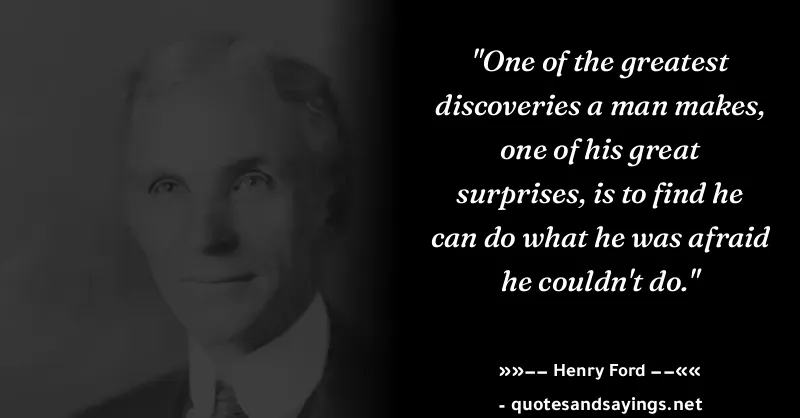 "One of the greatest
discoveries a man makes,
one of his great
surprises, is to find he
can do what he was afraid
he couldn't do."
»»−− Henry Ford −−««
- quotesandsayings.net